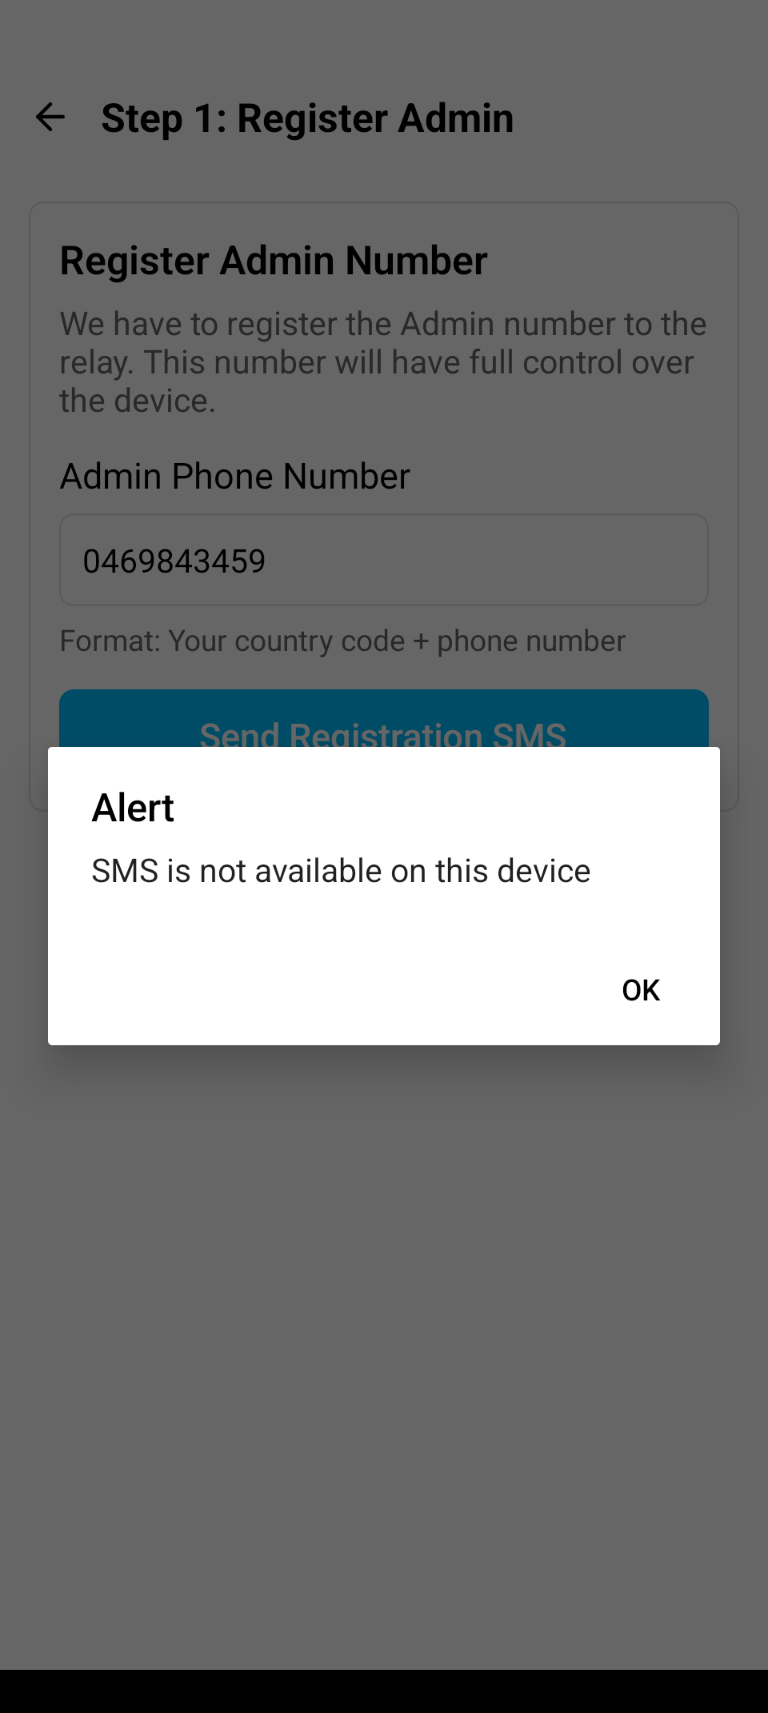 Step 1: Register Admin
Register Admin Number
We have to register the Admin number to the
relay. This number will have full control over
the device.
Admin Phone Number
0469843459
Format: Your country code + phone number
Send Registration SMS
Alert
SMS is not available on this device
OK